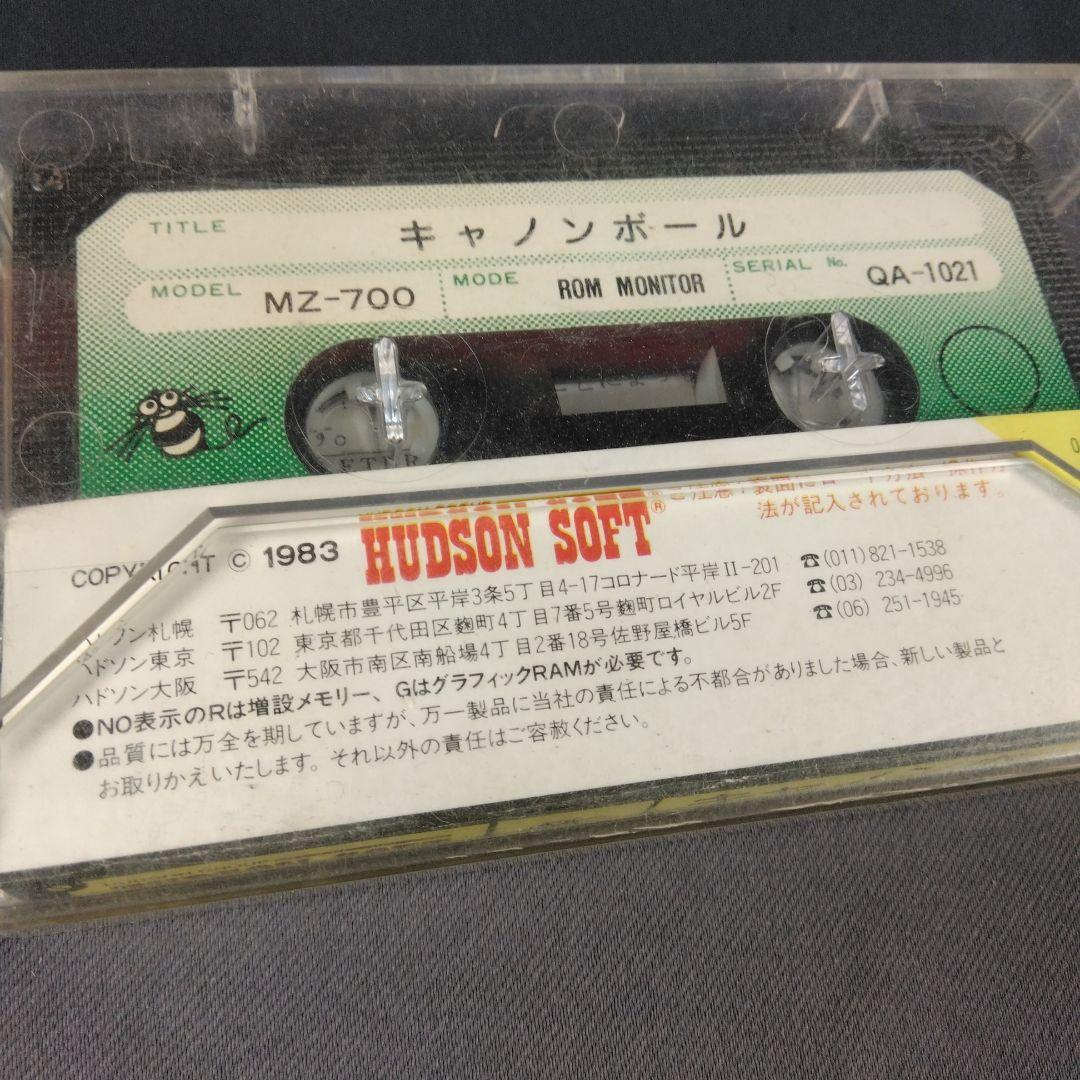 TITLE キャノンボール
MODEL MZ-700 MODE ROM MONITOR SERIAL No. QA-1021
法が記入されております。
COPYRIGHT © 1983 HUDSON SOFT®
ハドソン札幌 〒062 札幌市豊平区平岸3条5丁目4-17コロナード平岸II-201 ☎(011)821-1538
ハドソン東京 〒102 東京都千代田区麹町4丁目7番5号麹町ロイヤルビル2F ☎(03) 234-4996
ハドソン大阪 〒542 大阪市南区南船場4丁目2番18号佐野屋橋ビル5F ☎(06) 251-1945
●NO表示のRは増設メモリー、GはグラフィックRAMが必要です。
●品質には万全を期していますが、万一製品に当社の責任による不都合がありました場合、新しい製品と
お取りかえいたします。それ以外の責任はご容赦ください。